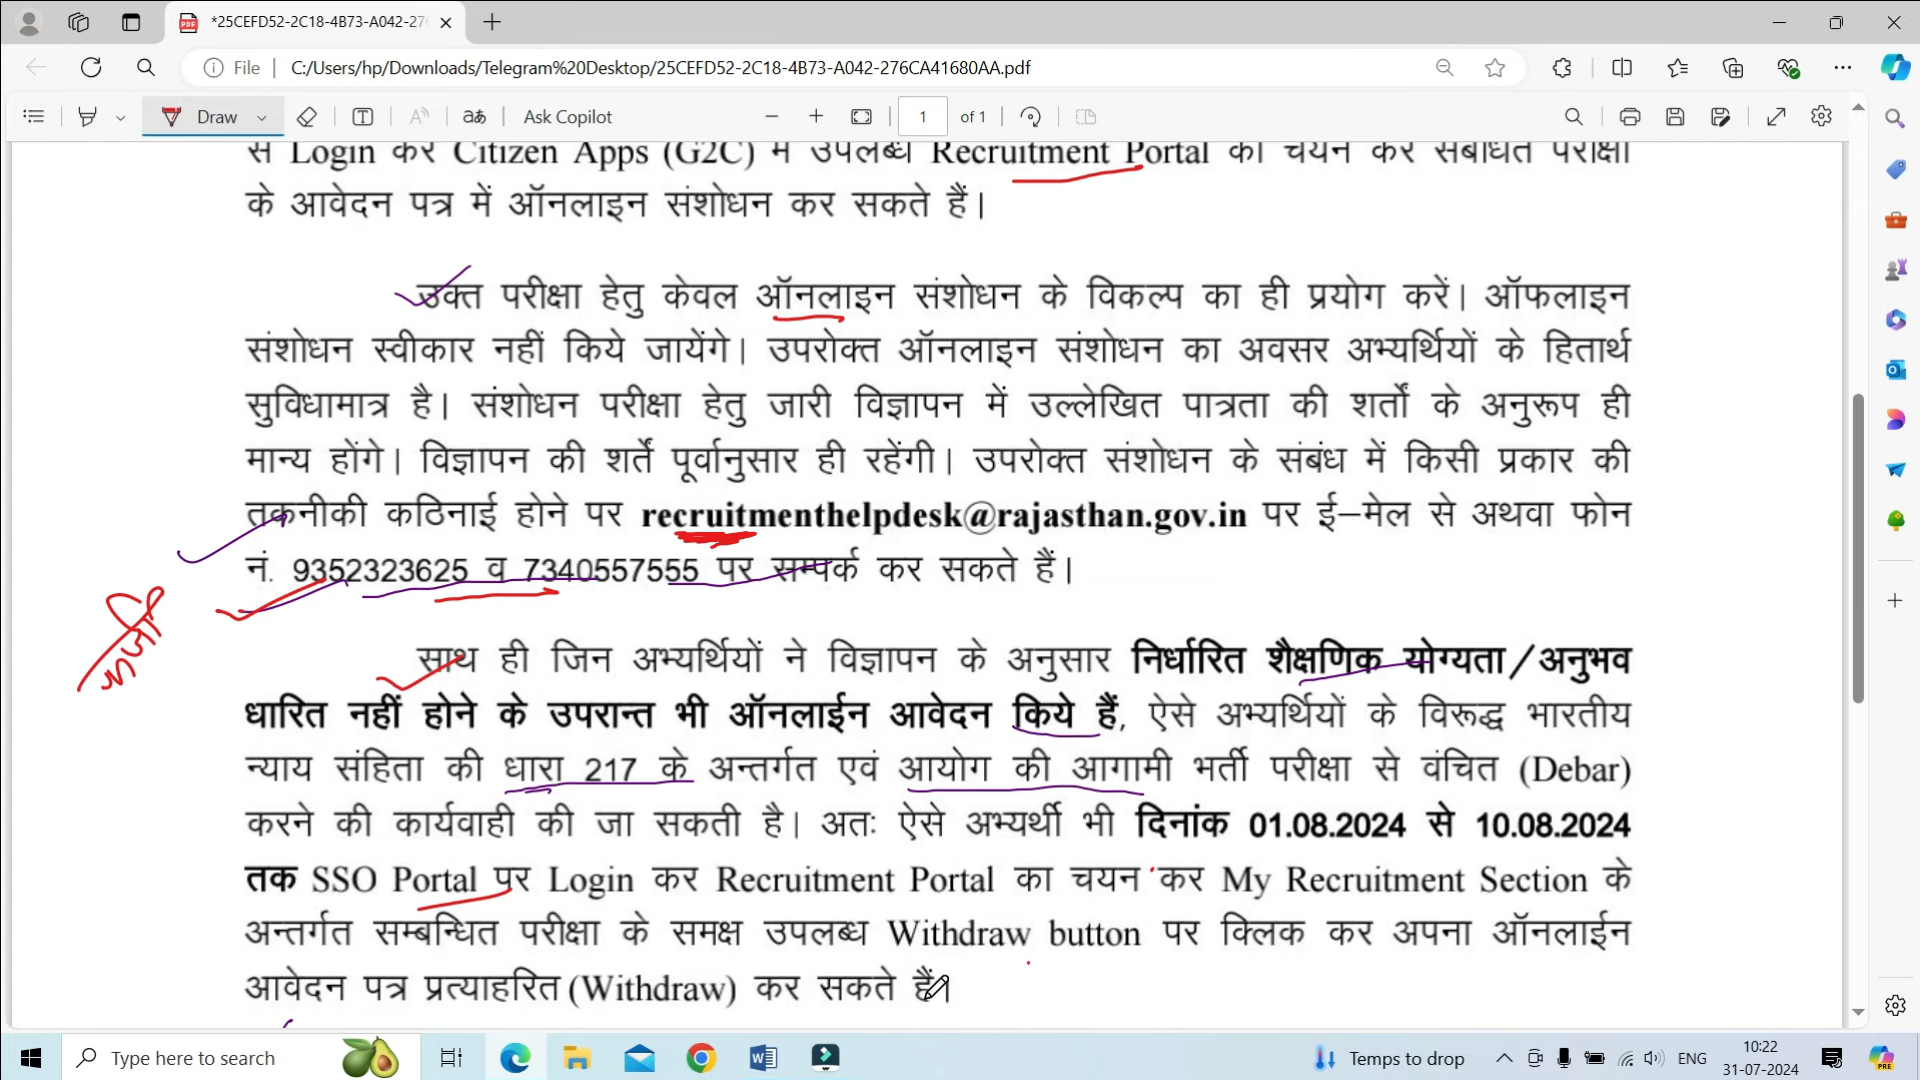 *25CEFD52-2C18-4B73-A042-276
File
C:/Users/hp/Downloads/Telegram%20Desktop/25CEFD52-2C18-4B73-A042-276CA41680AA.pdf
Draw
Ask Copilot
1 of 1
से Login कर Citizen Apps (G2C) में उपलब्ध Recruitment Portal का चयन कर संबंधित परीक्षा
के आवेदन पत्र में ऑनलाइन संशोधन कर सकते हैं।
उक्त परीक्षा हेतु केवल ऑनलाइन संशोधन के विकल्प का ही प्रयोग करें। ऑफलाइन
संशोधन स्वीकार नहीं किये जायेंगे। उपरोक्त ऑनलाइन संशोधन का अवसर अभ्यर्थियों के हितार्थ
सुविधामात्र है। संशोधन परीक्षा हेतु जारी विज्ञापन में उल्लेखित पात्रता की शर्तों के अनुरूप ही
मान्य होंगे। विज्ञापन की शर्तें पूर्वानुसार ही रहेंगी। उपरोक्त संशोधन के संबंध में किसी प्रकार की
तकनीकी कठिनाई होने पर recruitmenthelpdesk@rajasthan.gov.in पर ई–मेल से अथवा फोन
नं. 9352323625 व 7340557555 पर सम्पर्क कर सकते हैं।
साथ ही जिन अभ्यर्थियों ने विज्ञापन के अनुसार निर्धारित शैक्षणिक योग्यता/अनुभव
धारित नहीं होने के उपरान्त भी ऑनलाईन आवेदन किये हैं, ऐसे अभ्यर्थियों के विरूद्ध भारतीय
न्याय संहिता की धारा 217 के अन्तर्गत एवं आयोग की आगामी भर्ती परीक्षा से वंचित (Debar)
करने की कार्यवाही की जा सकती है। अतः ऐसे अभ्यर्थी भी दिनांक 01.08.2024 से 10.08.2024
तक SSO Portal पर Login कर Recruitment Portal का चयन कर My Recruitment Section के
अन्तर्गत सम्बन्धित परीक्षा के समक्ष उपलब्ध Withdraw button पर क्लिक कर अपना ऑनलाईन
आवेदन पत्र प्रत्याहरित (Withdraw) कर सकते हैं।
Type here to search
Temps to drop
ENG
10:22
31-07-2024